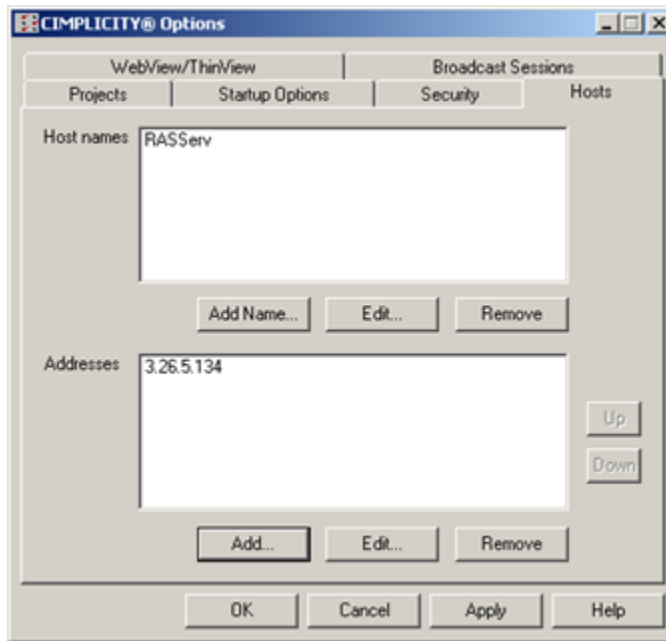 CIMPLICITY® Options
WebView/ThinView Broadcast Sessions
Projects Startup Options Security Hosts
Host names RASServ
Add Name... Edit... Remove
Addresses 3.26.5.134
Up
Down
Add... Edit... Remove
OK Cancel Apply Help